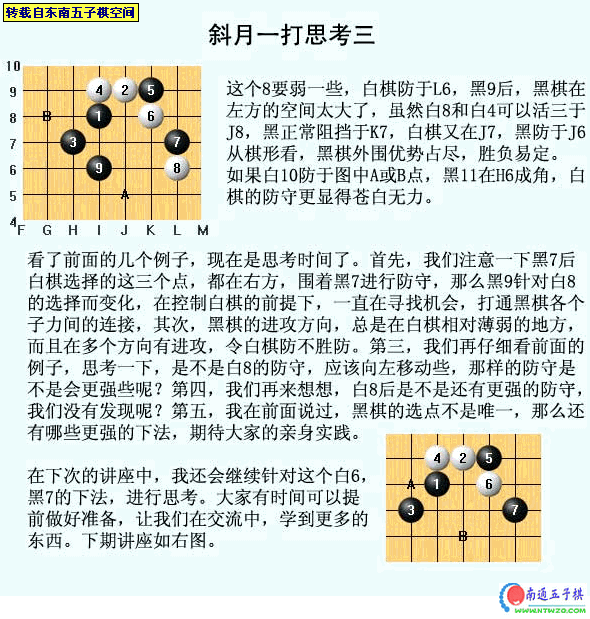 转载自东南五子棋空间
斜月一打思考三
10
9
8
7
6
5
4
F G H I J K L M
4 2 5
B 1 6
3 7
9 8
A
这个8要弱一些，白棋防于L6，黑9后，黑棋在
左方的空间太大了，虽然白8和白4可以活三于
J8，黑正常阻挡于K7，白棋又在J7，黑防于J6
从棋形看，黑棋外围优势占尽，胜负易定。
如果白10防于图中A或B点，黑11在H6成角，白
棋的防守更显得苍白无力。
看了前面的几个例子，现在是思考时间了。首先，我们注意一下黑7后
白棋选择的这三个点，都在右方，围着黑7进行防守，那么黑9针对白8
的选择而变化，在控制白棋的前提下，一直在寻找机会，打通黑棋各个
子力间的连接，其次，黑棋的进攻方向，总是在白棋相对薄弱的地方，
而且在多个方向有进攻，令白棋防不胜防。第三，我们再仔细看前面的
例子，思考一下，是不是白8的防守，应该向左移动些，那样的防守是
不是会更强些呢？第四，我们再来想想，白8后是不是还有更强的防守，
我们没有发现呢？第五，我在前面说过，黑棋的选点不是唯一，那么还
有哪些更强的下法，期待大家的亲身实践。
在下次的讲座中，我还会继续针对这个白6，
黑7的下法，进行思考。大家有时间可以提
前做好准备，让我们在交流中，学到更多的
东西。下期讲座如右图。
4 2 5
A 1 6
3 7
B
南通五子棋
WWW.NTWZQ.COM